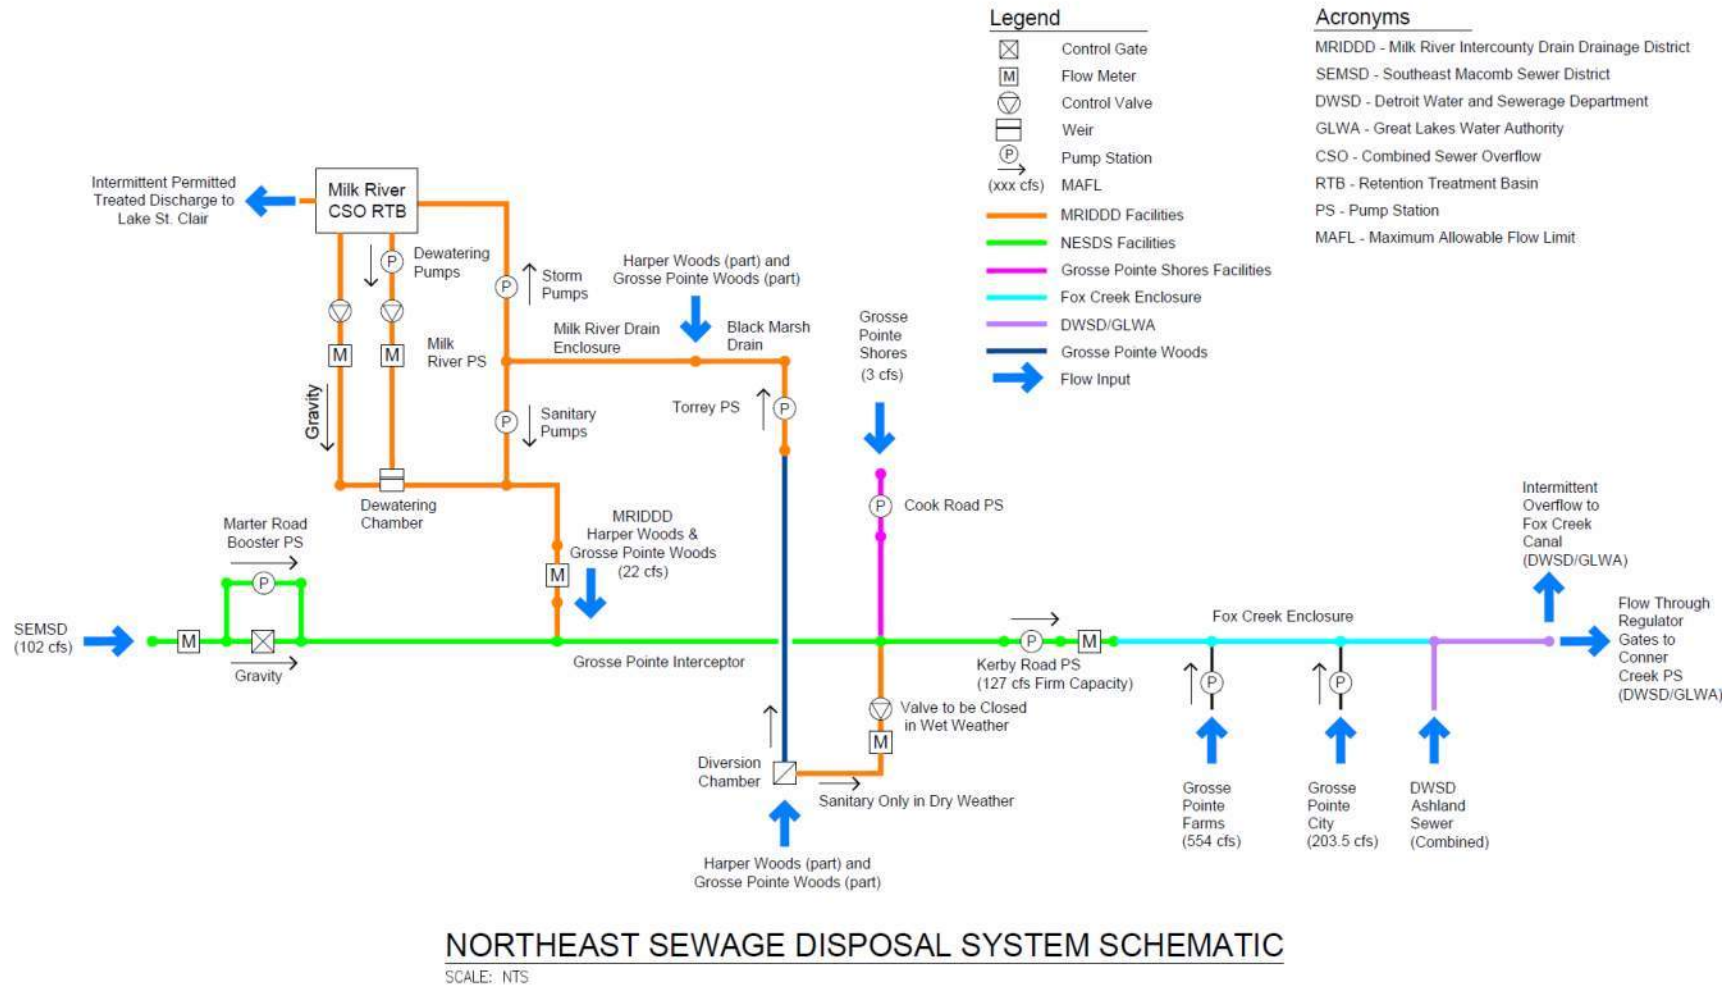 Legend
Control Gate
M Flow Meter
Control Valve
Weir
P Pump Station
(xxx cfs) MAFL
MRIDDD Facilities
NESDS Facilities
Grosse Pointe Shores Facilities
Fox Creek Enclosure
DWSD/GLWA
Grosse Pointe Woods
Flow Input
Acronyms
MRIDDD - Milk River Intercounty Drain Drainage District
SEMSD - Southeast Macomb Sewer District
DWSD - Detroit Water and Sewerage Department
GLWA - Great Lakes Water Authority
CSO - Combined Sewer Overflow
RTB - Retention Treatment Basin
PS - Pump Station
MAFL - Maximum Allowable Flow Limit
Intermittent Permitted
Treated Discharge to
Lake St. Clair
Milk River
CSO RTB
P
Dewatering
Pumps
P
Storm
Pumps
Harper Woods (part) and
Grosse Pointe Woods (part)
Milk River Drain
Enclosure
Black Marsh
Drain
Grosse
Pointe
Shores
(3 cfs)
M
M
Milk
River PS
Gravity
P
Sanitary
Pumps
Torrey PS
P
Dewatering
Chamber
P
Cook Road PS
Marter Road
Booster PS
P
MRIDDD
Harper Woods &
Grosse Pointe Woods
(22 cfs)
M
SEMSD
(102 cfs)
M
Gravity
Grosse Pointe Interceptor
P
M
Kerby Road PS
(127 cfs Firm Capacity)
Fox Creek Enclosure
Intermittent
Overflow to
Fox Creek
Canal
(DWSD/GLWA)
Flow Through
Regulator
Gates to
Conner
Creek PS
(DWSD/GLWA)
P
P
Valve to be Closed
in Wet Weather
M
Diversion
Chamber
Sanitary Only in Dry Weather
Harper Woods (part) and
Grosse Pointe Woods (part)
Grosse
Pointe
Farms
(554 cfs)
Grosse
Pointe
City
(203.5 cfs)
DWSD
Ashland
Sewer
(Combined)
NORTHEAST SEWAGE DISPOSAL SYSTEM SCHEMATIC
SCALE: NTS